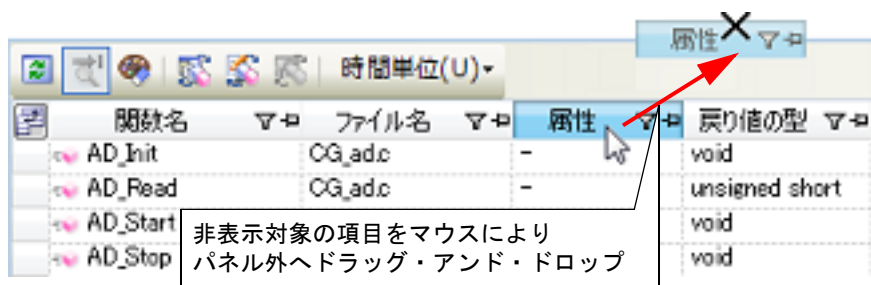 属性
時間単位(U)
関数名 ファイル名 属性 戻り値の型
AD_Init CG_ad.c - void
AD_Read CG_ad.c - unsigned short
AD_Start void
AD_Stop void
非表示対象の項目をマウスにより
パネル外へドラッグ・アンド・ドロップ